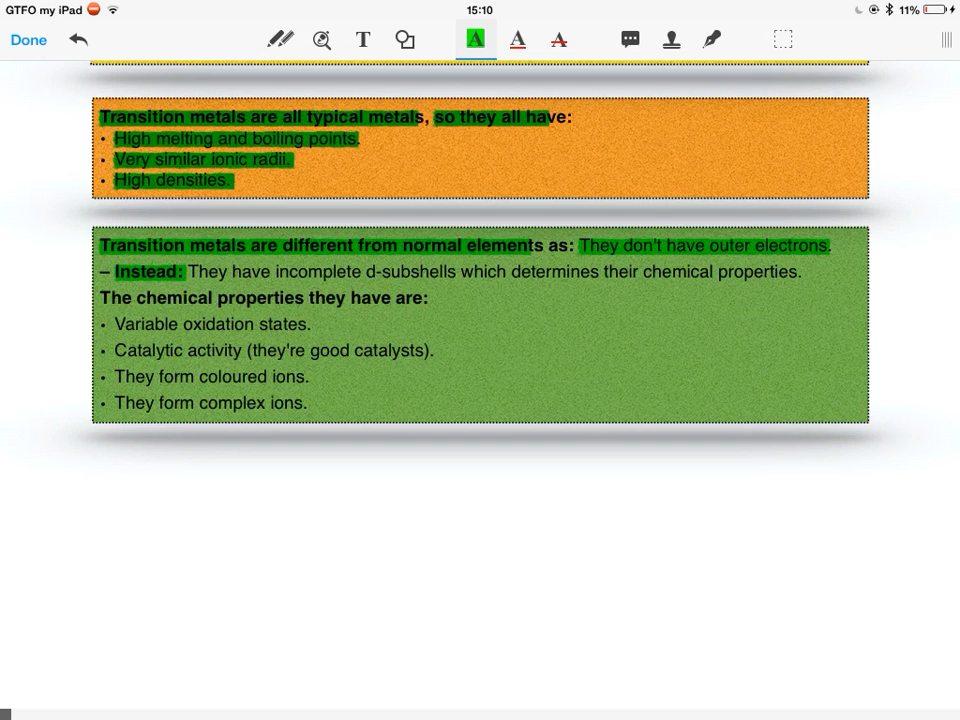 GTFO my iPad 15:10 11%
Done T A A A
Transition metals are all typical metals, so they all have:
• High melting and boiling points.
• Very similar ionic radii.
• High densities.
Transition metals are different from normal elements as: They don't have outer electrons.
– Instead: They have incomplete d-subshells which determines their chemical properties.
The chemical properties they have are:
• Variable oxidation states.
• Catalytic activity (they're good catalysts).
• They form coloured ions.
• They form complex ions.